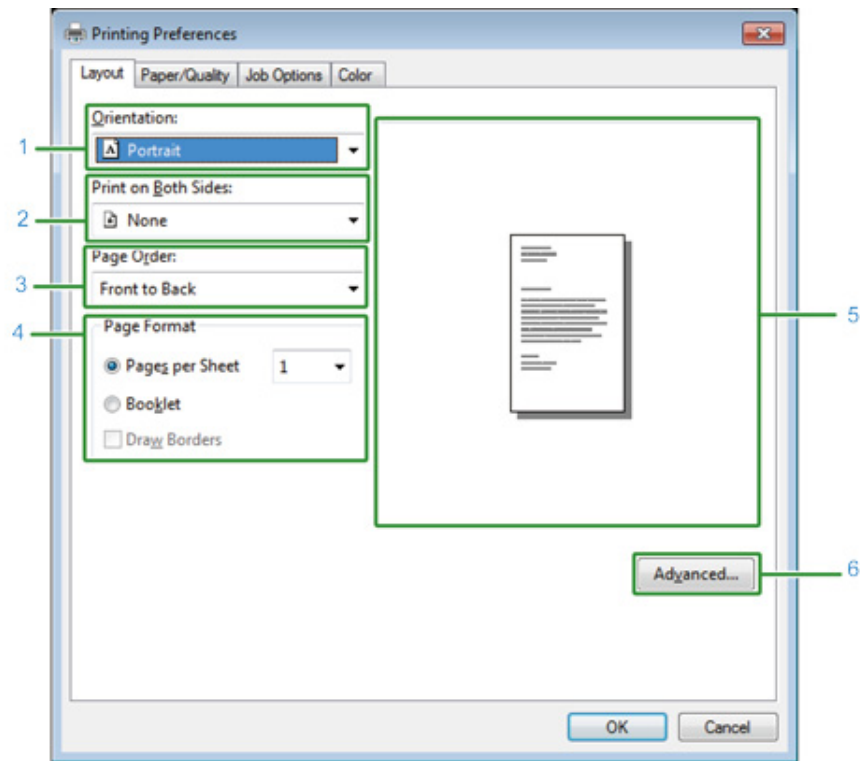 Printing Preferences
Layout Paper/Quality Job Options Color
Orientation:
1
Portrait
Print on Both Sides:
2
None
Page Order:
3
Front to Back
4
Page Format
Pages per Sheet 1
Booklet
Draw Borders
5
Advanced...
6
OK Cancel